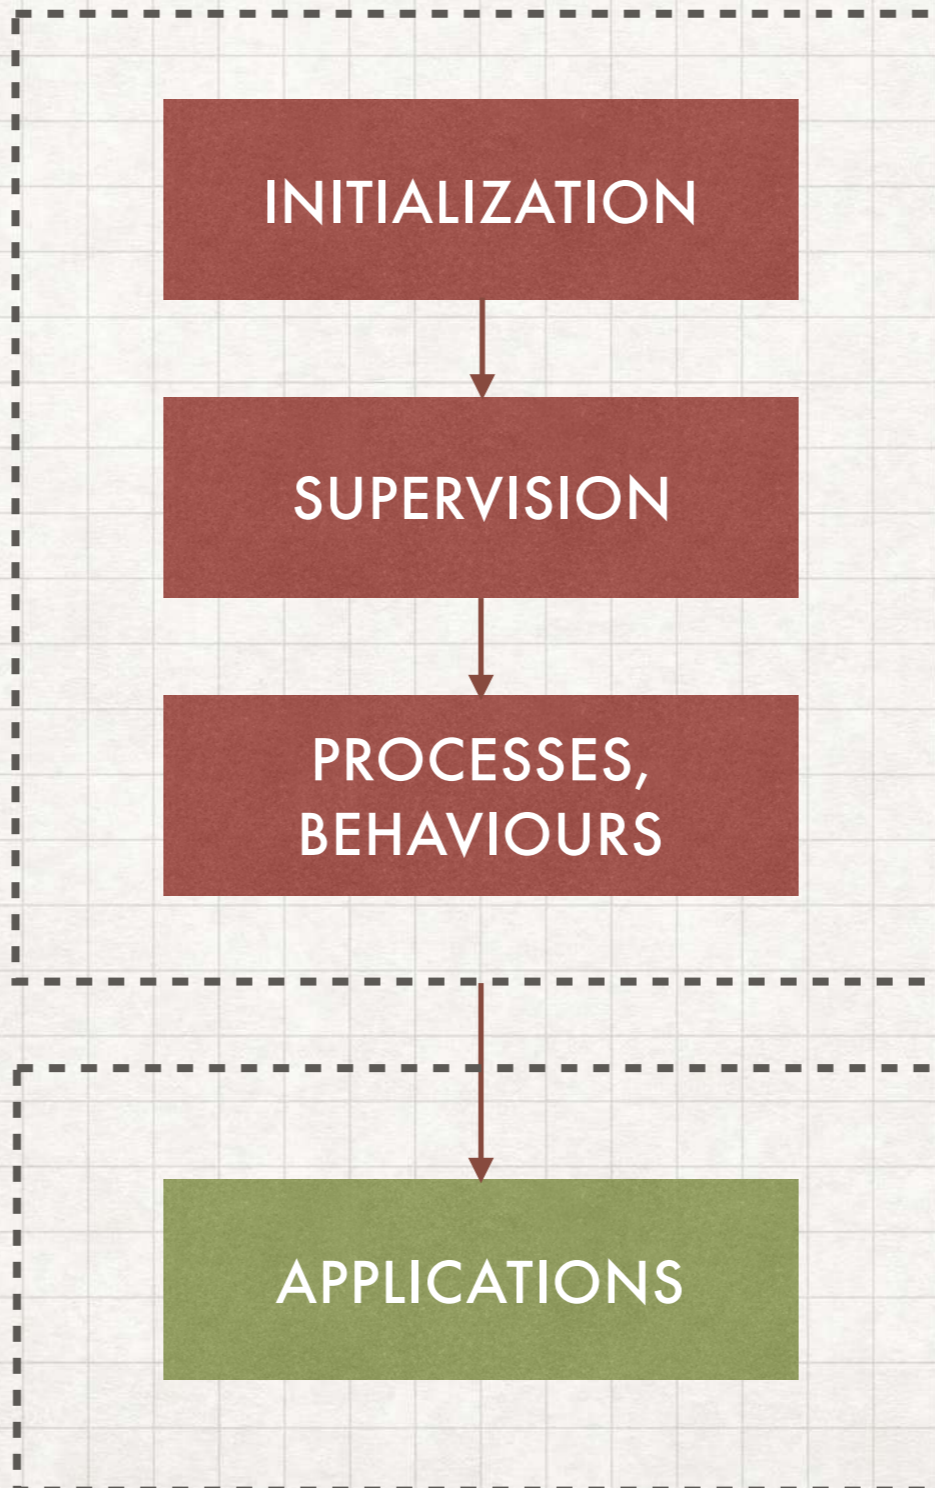 INITIALIZATION
SUPERVISION
PROCESSES,
BEHAVIOURS
APPLICATIONS